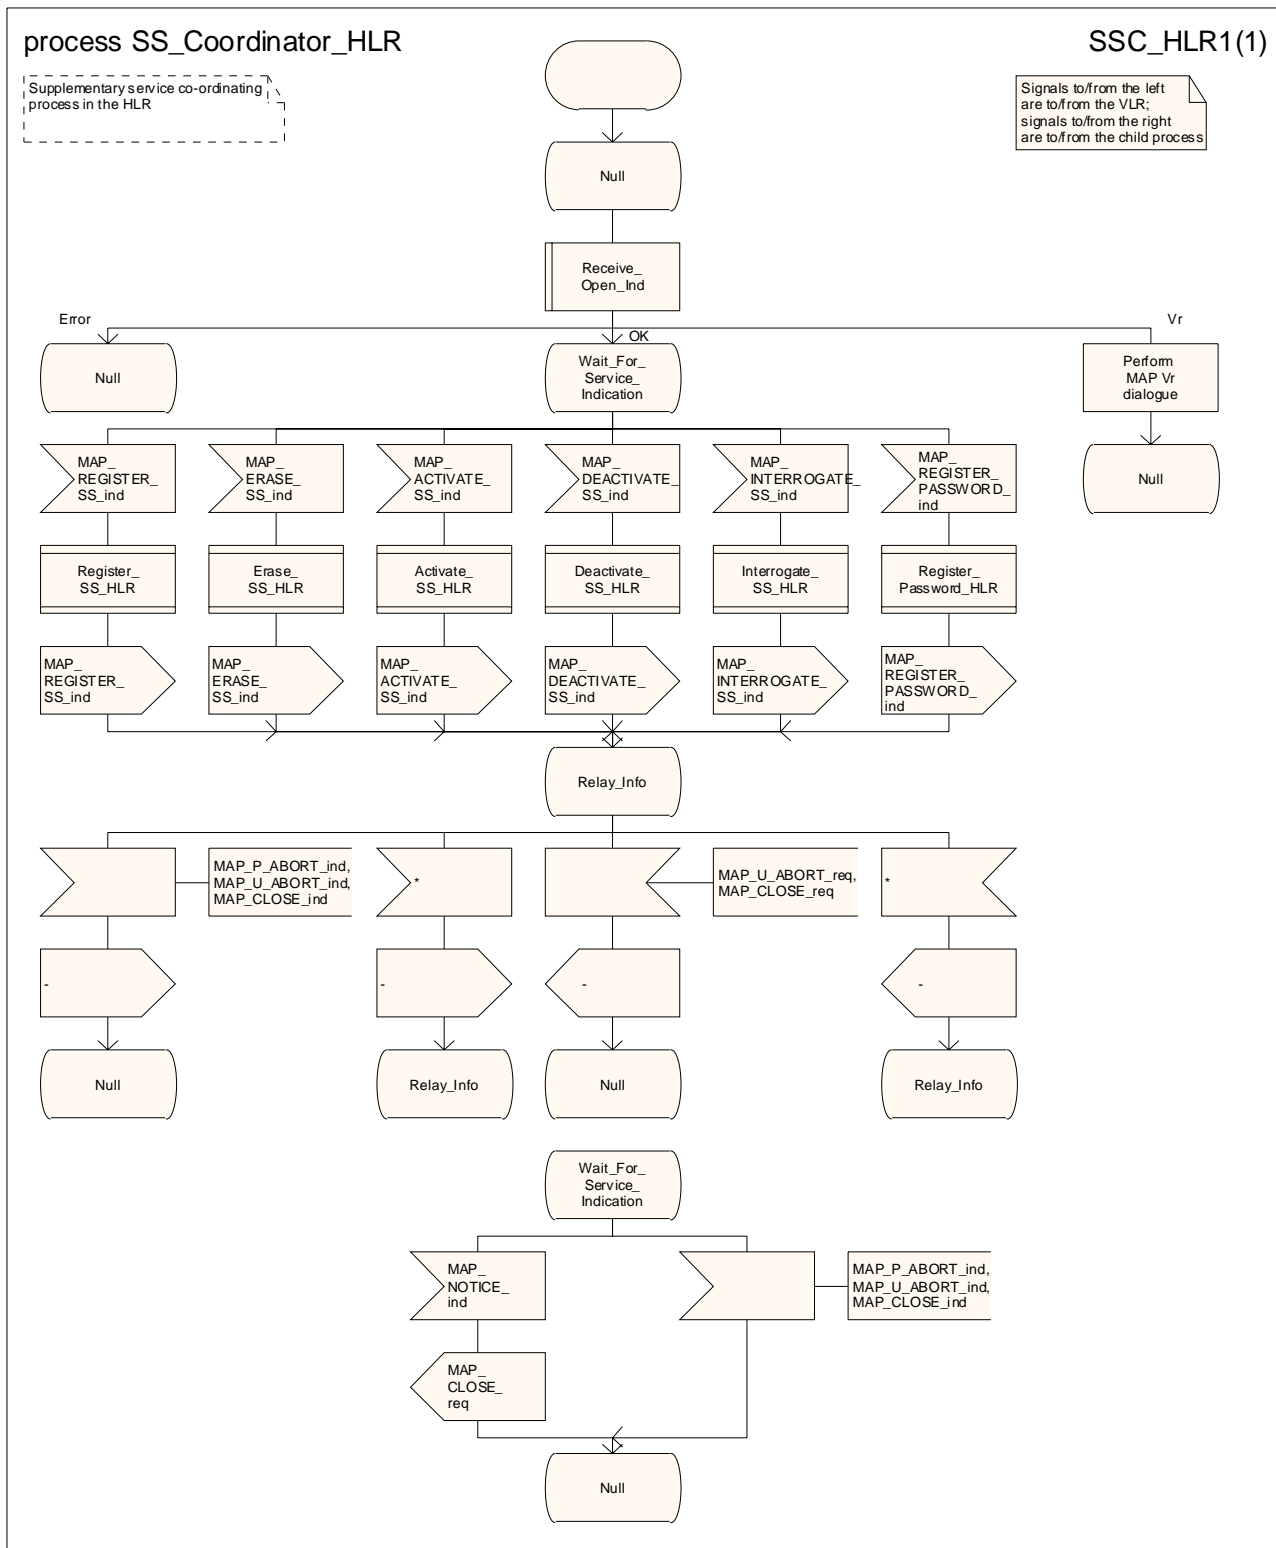 process SS_Coordinator_HLR
SSC_HLR1(1)
Supplementary service co-ordinating
process in the HLR
Signals to/from the left
are to/from the VLR;
signals to/from the right
are to/from the child process
Null
Receive_
Open_Ind
Error
OK
Vr
Null
Wait_For_
Service_
Indication
Perform
MAP Vr
dialogue
MAP_
REGISTER_
SS_ind
MAP_
ERASE_
SS_ind
MAP_
ACTIVATE_
SS_ind
MAP_
DEACTIVATE_
SS_ind
MAP_
INTERROGATE_
SS_ind
MAP_
REGISTER_
PASSWORD_
ind
Null
Register_
SS_HLR
Erase_
SS_HLR
Activate_
SS_HLR
Deactivate_
SS_HLR
Interrogate_
SS_HLR
Register_
Password_HLR
MAP_
REGISTER_
SS_ind
MAP_
ERASE_
SS_ind
MAP_
ACTIVATE_
SS_ind
MAP_
DEACTIVATE_
SS_ind
MAP_
INTERROGATE_
SS_ind
MAP_
REGISTER_
PASSWORD_
ind
Relay_Info
MAP_P_ABORT_ind,
MAP_U_ABORT_ind,
MAP_CLOSE_ind
*
MAP_U_ABORT_req,
MAP_CLOSE_req
*
-
-
-
-
Null
Relay_Info
Null
Relay_Info
Wait_For_
Service_
Indication
MAP_
NOTICE_
ind
MAP_P_ABORT_ind,
MAP_U_ABORT_ind,
MAP_CLOSE_ind
MAP_
CLOSE_
req
Null